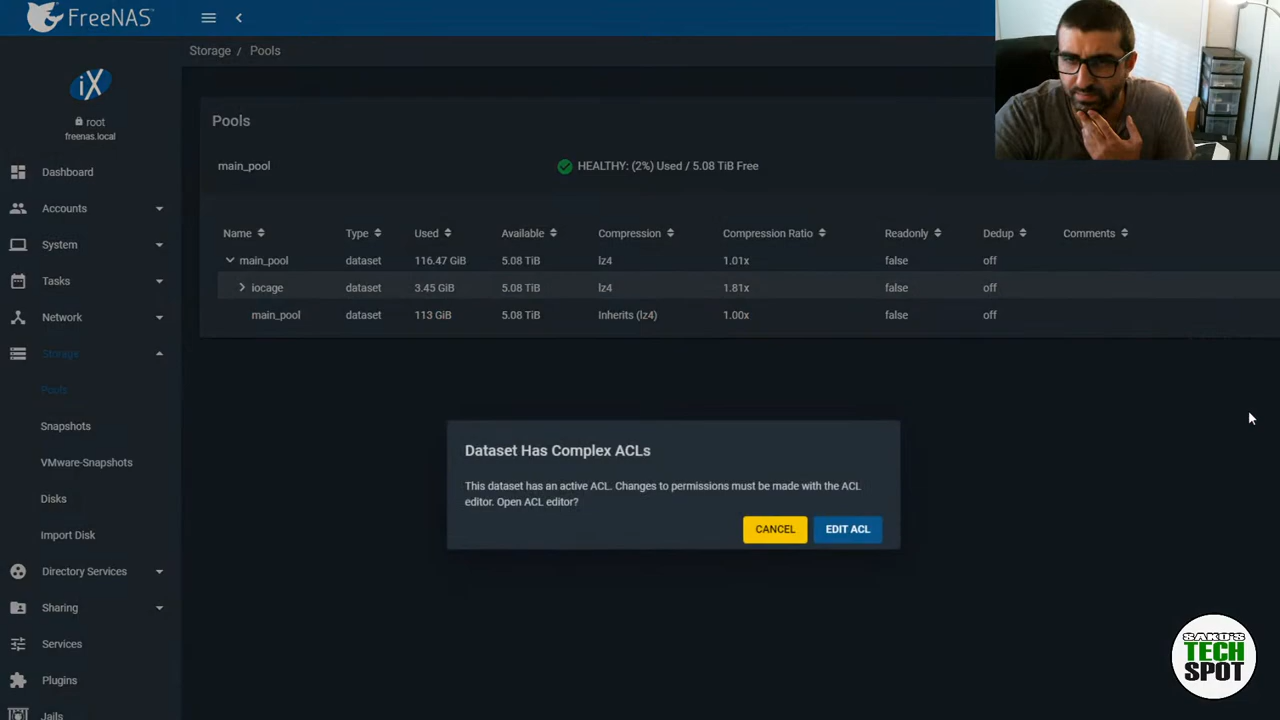 FreeNAS
Storage / Pools
iX
root
freenas.local
Dashboard
Accounts
System
Tasks
Network
Storage
Pools
Snapshots
VMware-Snapshots
Disks
Import Disk
Directory Services
Sharing
Services
Plugins
Jails
Pools
main_pool HEALTHY: (2%) Used / 5.08 TiB Free
Name Type Used Available Compression Compression Ratio Readonly Dedup Comments
main_pool dataset 116.47 GiB 5.08 TiB lz4 1.01x false off
iocage dataset 3.45 GiB 5.08 TiB lz4 1.81x false off
main_pool dataset 113 GiB 5.08 TiB Inherits (lz4) 1.00x false off
Dataset Has Complex ACLs
This dataset has an active ACL. Changes to permissions must be made with the ACL
editor. Open ACL editor?
CANCEL EDIT ACL
SAKO'S
TECH
SPOT